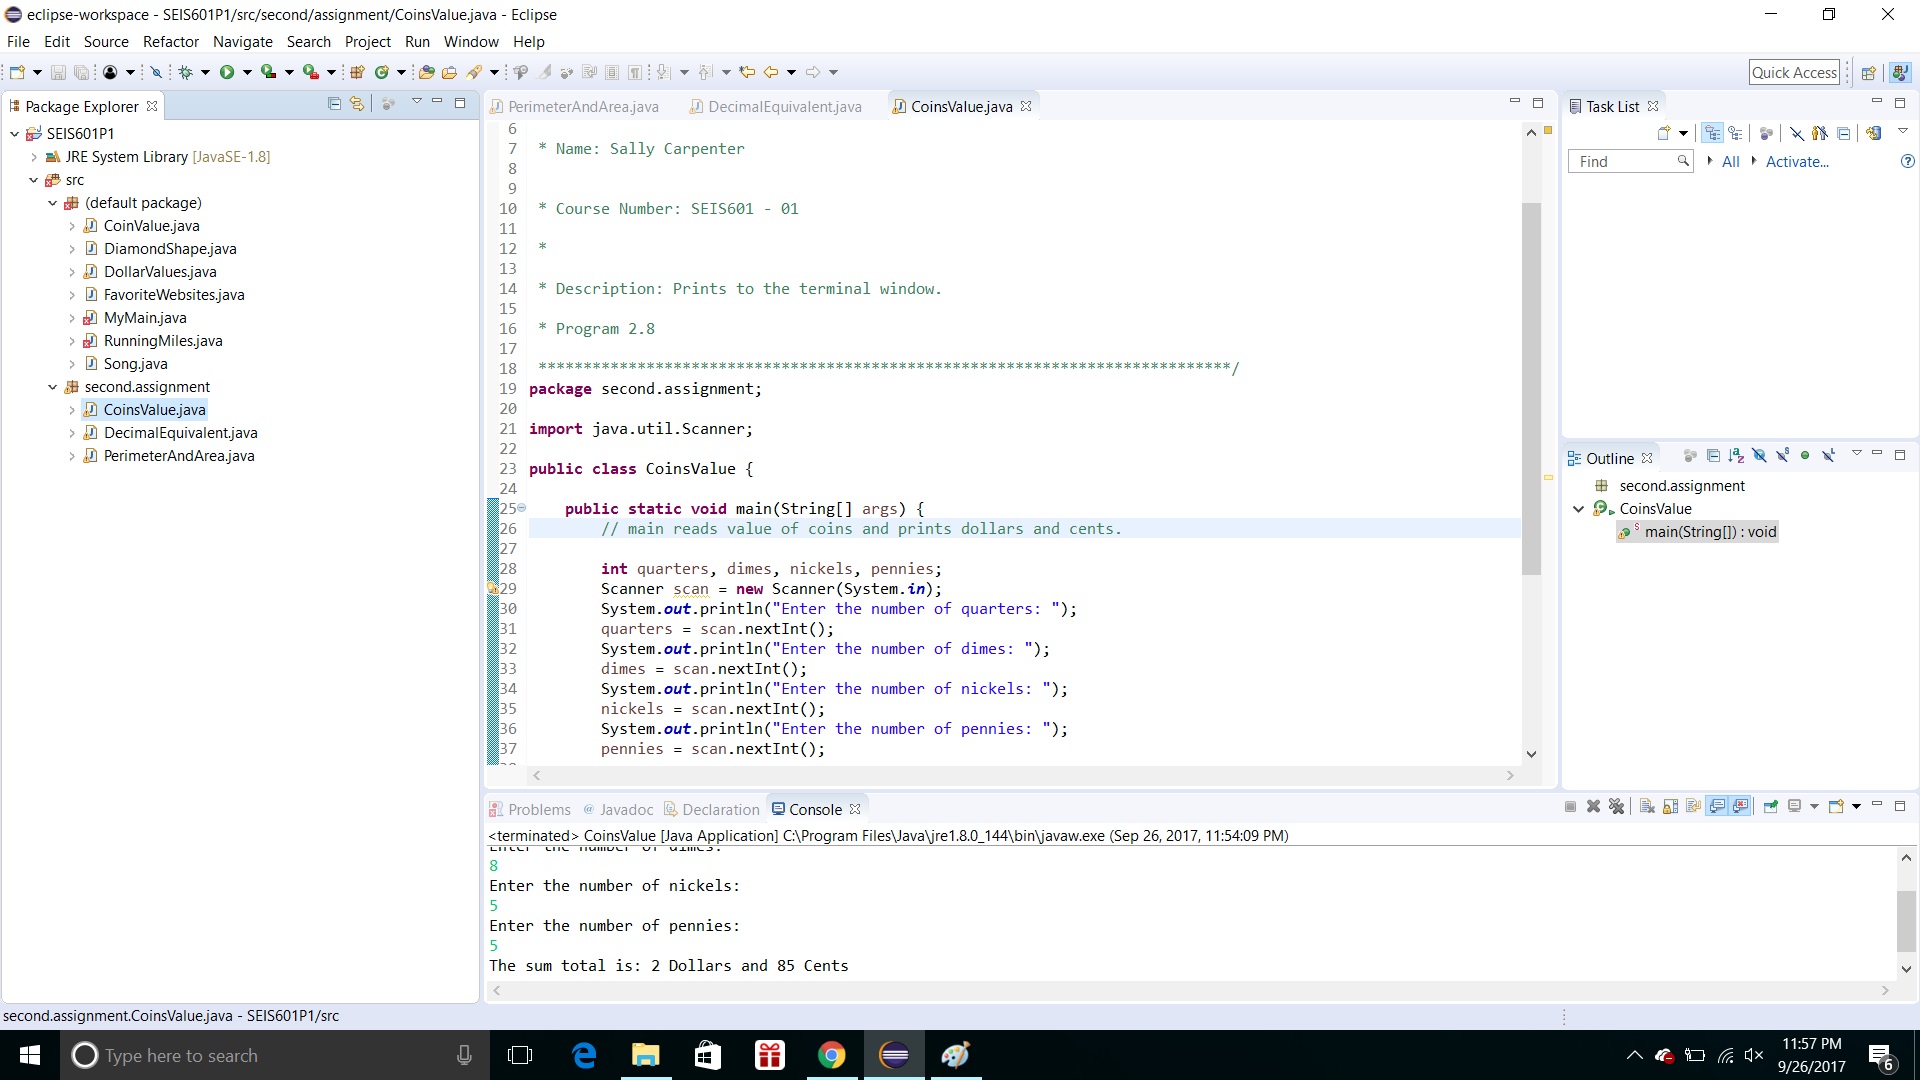 eclipse-workspace - SEIS601P1/src/second/assignment/CoinsValue.java - Eclipse
File Edit Source Refactor Navigate Search Project Run Window Help
Quick Access
Package Explorer
SEIS601P1
JRE System Library [JavaSE-1.8]
src
(default package)
CoinValue.java
DiamondShape.java
DollarValues.java
FavoriteWebsites.java
MyMain.java
RunningMiles.java
Song.java
second.assignment
CoinsValue.java
DecimalEquivalent.java
PerimeterAndArea.java
PerimeterAndArea.java DecimalEquivalent.java CoinsValue.java
6
7 * Name: Sally Carpenter
8
9
10 * Course Number: SEIS601 - 01
11
12 *
13
14 * Description: Prints to the terminal window.
15
16 * Program 2.8
17
18 *****************************************************************************/
19 package second.assignment;
20
21 import java.util.Scanner;
22
23 public class CoinsValue {
24
25 public static void main(String[] args) {
26 // main reads value of coins and prints dollars and cents.
27
28 int quarters, dimes, nickels, pennies;
29 Scanner scan = new Scanner(System.in);
30 System.out.println("Enter the number of quarters: ");
31 quarters = scan.nextInt();
32 System.out.println("Enter the number of dimes: ");
33 dimes = scan.nextInt();
34 System.out.println("Enter the number of nickels: ");
35 nickels = scan.nextInt();
36 System.out.println("Enter the number of pennies: ");
37 pennies = scan.nextInt();
Task List
Find All Activate...
Outline
second.assignment
CoinsValue
main(String[]) : void
Problems Javadoc Declaration Console
<terminated> CoinsValue [Java Application] C:\Program Files\Java\jre1.8.0_144\bin\javaw.exe (Sep 26, 2017, 11:54:09 PM)
Enter the number of dimes:
8
Enter the number of nickels:
5
Enter the number of pennies:
5
The sum total is: 2 Dollars and 85 Cents
second.assignment.CoinsValue.java - SEIS601P1/src
Type here to search
11:57 PM
9/26/2017
6